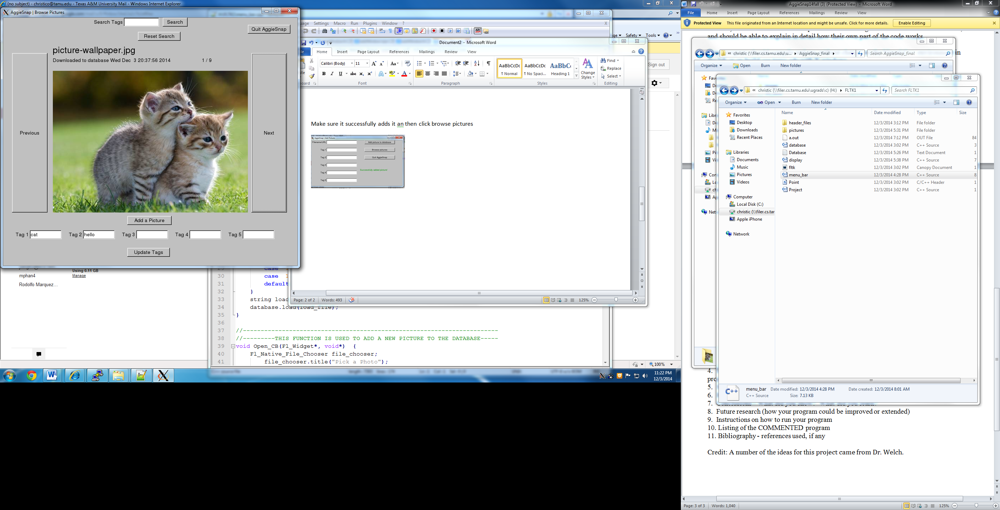 (no subject) - christico@tamu.edu - Texas A&M University Mail - Windows Internet Explorer
AggieSnap | Browse Pictures
Search Tags
Search
Quit AggieSnap
Reset Search
picture-wallpaper.jpg
Downloaded to database Wed Dec 3 20:37:56 2014
1 / 9
Previous
Next
Add a Picture
Tag 1 cat
Tag 2 hello
Tag 3
Tag 4
Tag 5
Update Tags
Using 0.11 GB
mphan4
Manage
Rodolfo Marquez…
Settings Macro Run Plugins Window ?
Safety Tools
Sign out
Document2 - Microsoft Word
Home Insert Page Layout References Mailings Review View
Calibri (Body) 11
AaBbCcDc AaBbCcDc AaBbC
¶ Normal ¶ No Spaci... Heading 1
Change Styles
Find
Replace
Select
Font Paragraph Styles Editing
Make sure it successfully adds it an then click browse pictures
AggieSnap | Add Pictures
Filename/URL
Add picture to database
Tag 1
Browse pictures
Tag 2
Quit AggieSnap
Tag 3
Successfully added picture!
Tag 4
Tag 5
Page: 2 of 2 Words: 493
125%
30 case
31 default
32 }
33 string load
34 database.load(load_file);
35 }
36
37 //-------------------------------------------------------------------------
38 //---------THIS FUNCTION IS USED TO ADD A NEW PICTURE TO THE DATABASE-----
39 void Open_CB(Fl_Widget*, void*) {
40 Fl_Native_File_Chooser file_chooser;
41 file_chooser.title("Pick a Photo");
100%
11:22 PM
12/3/2014
AggieSnap14fall (3) (Protected View) - Microsoft Word
File Home Insert Page Layout References Mailings Review View
Protected View This file originated from an Internet location and might be unsafe. Click for more details. Enable Editing
and should be able to explain in detail how their own part of the code works
in
christic (\\filer.cs.tamu.edu\u... AggieSnap_final
Search AggieSnap_final
Organize Open Burn New folder
christic (\\filer.cs.tamu.edu\ugrads\c) (H:) FLTK1
Search FLTK1
Organize Open Burn New folder
Favorites
Desktop
Downloads
Recent Places
Libraries
Documents
Music
Pictures
Videos
Computer
Local Disk (C:)
christic (\\filer.cs.tar
Apple iPhone
Network
Name Date modified Type Size
header_files 12/3/2014 3:12 PM File folder
pictures 12/3/2014 5:31 PM File folder
a.out 12/3/2014 7:12 PM OUT File 84
database 12/3/2014 3:02 PM C++ Source 3
Database 12/3/2014 5:26 PM Text Document 1
display 12/3/2014 5:38 PM C++ Source 7
fltk 12/3/2014 3:02 PM Canopy Document 1
menu_bar 12/3/2014 4:28 PM C++ Source 8
Point 12/3/2014 3:02 PM C/C++ Header 1
Project 12/3/2014 3:02 PM C++ Source 1
menu_bar Date modified: 12/3/2014 4:28 PM Date created: 12/3/2014 8:01 AM
C++ Source Size: 7.13 KB
4.
pro
5.
6.
7.
8. Future research (how your program could be improved or extended)
9. Instructions on how to run your program
10. Listing of the COMMENTED program
11. Bibliography - references used, if any
Credit: A number of the ideas for this project came from Dr. Welch.
Page: 3 of 3 Words: 1,040
125%